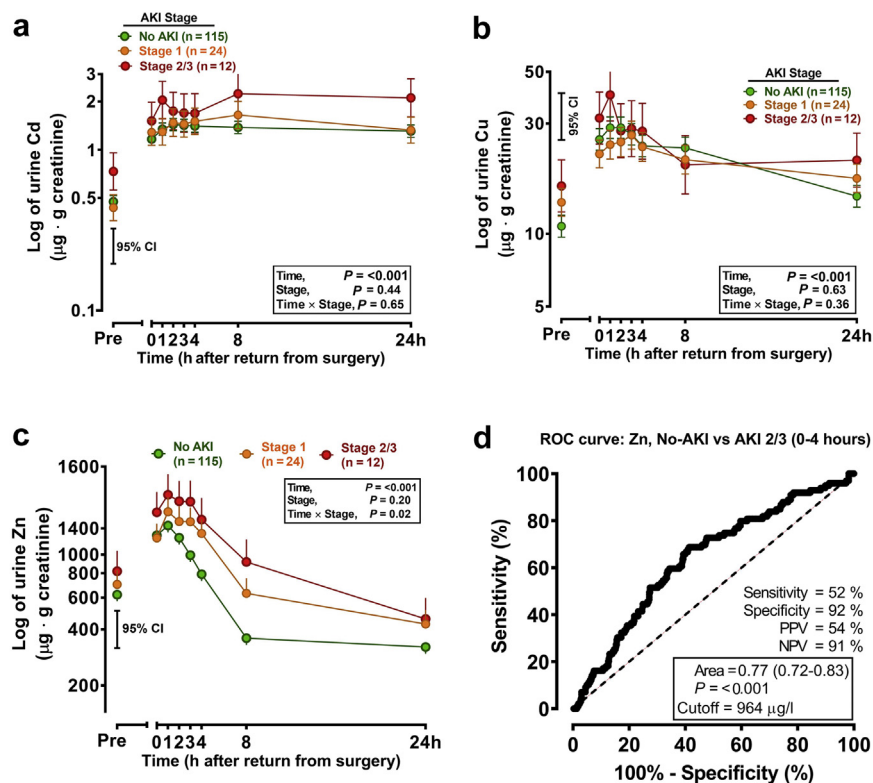 a
AKI Stage
No AKI (n=115)
Stage 1 (n=24)
Stage 2/3 (n=12)
Log of urine Cd
(µg · g creatinine)
3
2
1
0.5
0.1
95% CI
Time, P = <0.001
Stage, P = 0.44
Time × Stage, P = 0.65
Pre
0 1 2 3 4 8 24h
Time (h after return from surgery)
b
AKI Stage
No AKI (n=115)
Stage 1 (n=24)
Stage 2/3 (n=12)
Log of urine Cu
(µg · g creatinine)
50
30
10
5
95% CI
Time, P = <0.001
Stage, P = 0.63
Time × Stage, P = 0.36
Pre
0 1 2 3 4 8 24h
Time (h after return from surgery)
c
No AKI
(n=115)
Stage 1
(n=24)
Stage 2/3
(n=12)
Log of urine Zn
(µg · g creatinine)
1600
1400
1000
800
600
400
200
95% CI
Time, P = <0.001
Stage, P = 0.20
Time × Stage, P = 0.02
Pre
0 1 2 3 4 8 24h
Time (h after return from surgery)
d
ROC curve: Zn, No-AKI vs AKI 2/3 (0-4 hours)
Sensitivity (%)
100
80
60
40
20
0
Sensitivity = 52 %
Specificity = 92 %
PPV = 54 %
NPV = 91 %
Area = 0.77 (0.72-0.83)
P = <0.001
Cutoff = 964 µg/l
0 20 40 60 80 100
100% - Specificity (%)